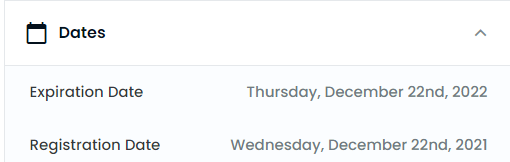 Dates
Expiration Date Thursday, December 22nd, 2022
Registration Date Wednesday, December 22nd, 2021